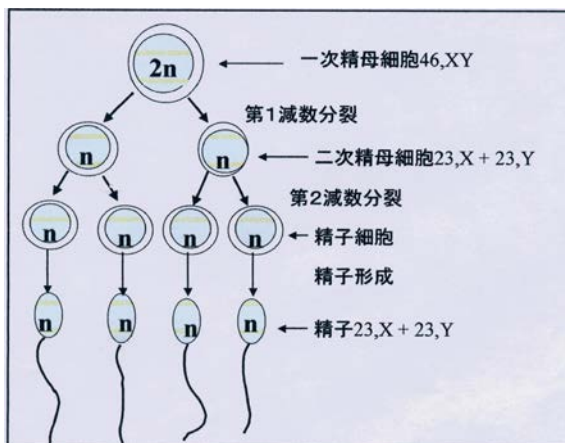 2n
一次精母細胞46,XY
第1減数分裂
n
n
二次精母細胞23,X + 23,Y
第2減数分裂
n
n
n
n
精子細胞
精子形成
n
n
n
n
精子23,X + 23,Y